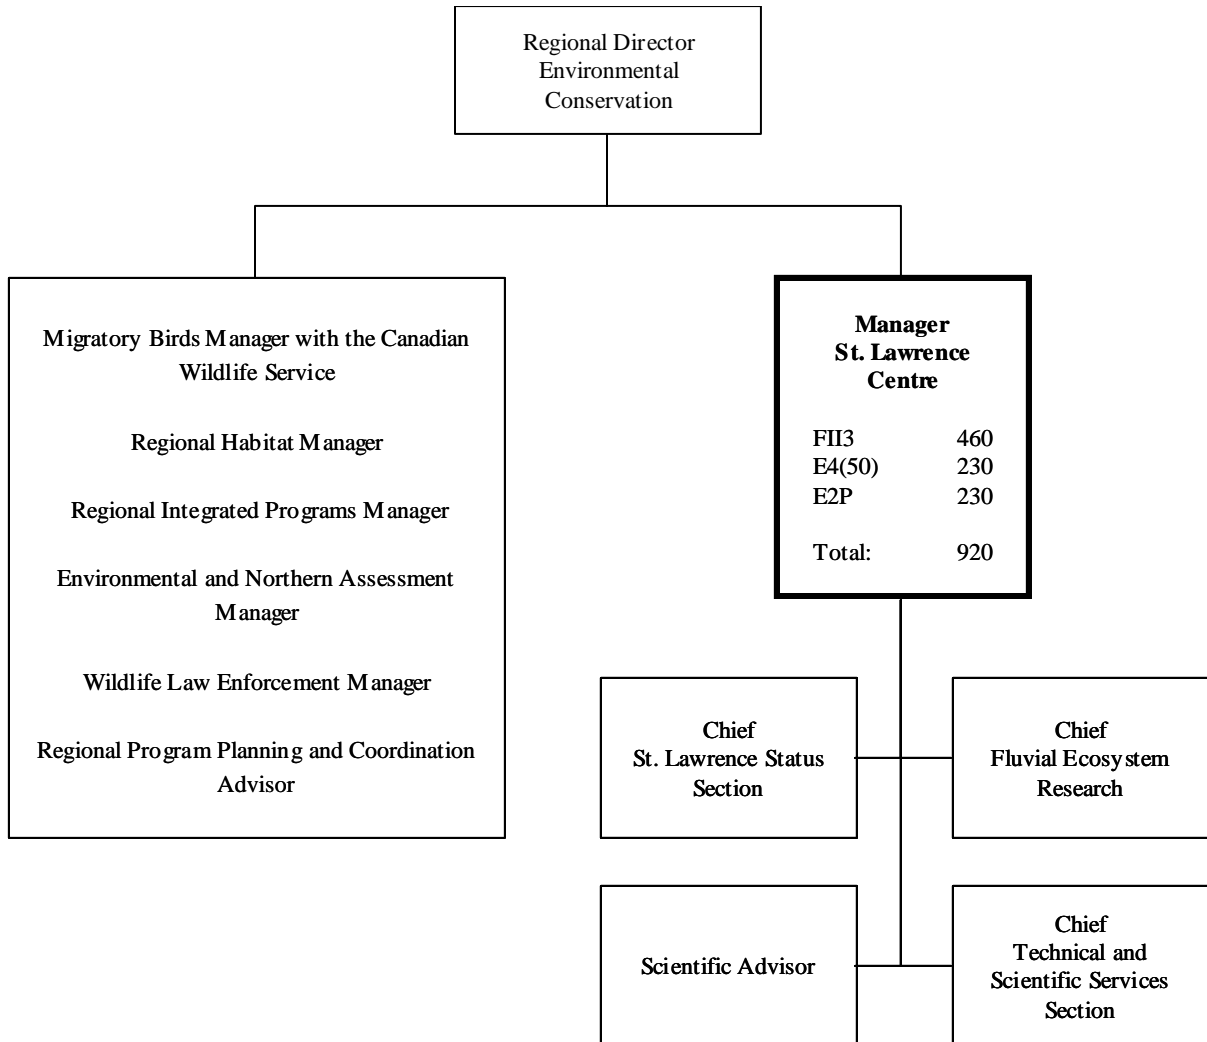 Regional Director
Environmental
Conservation
Migratory Birds Manager with the Canadian
Wildlife Service
Regional Habitat Manager
Regional Integrated Programs Manager
Environmental and Northern Assessment
Manager
Wildlife Law Enforcement Manager
Regional Program Planning and Coordination
Advisor
Manager
St. Lawrence
Centre
FII3 460
E4(50) 230
E2P 230
Total: 920
Chief
St. Lawrence Status
Section
Chief
Fluvial Ecosystem
Research
Scientific Advisor
Chief
Technical and
Scientific Services
Section